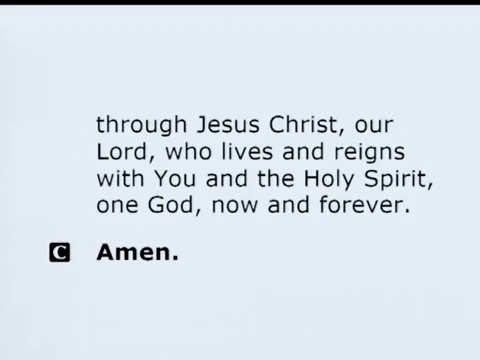 through Jesus Christ, our
Lord, who lives and reigns
with You and the Holy Spirit,
one God, now and forever.
C Amen.